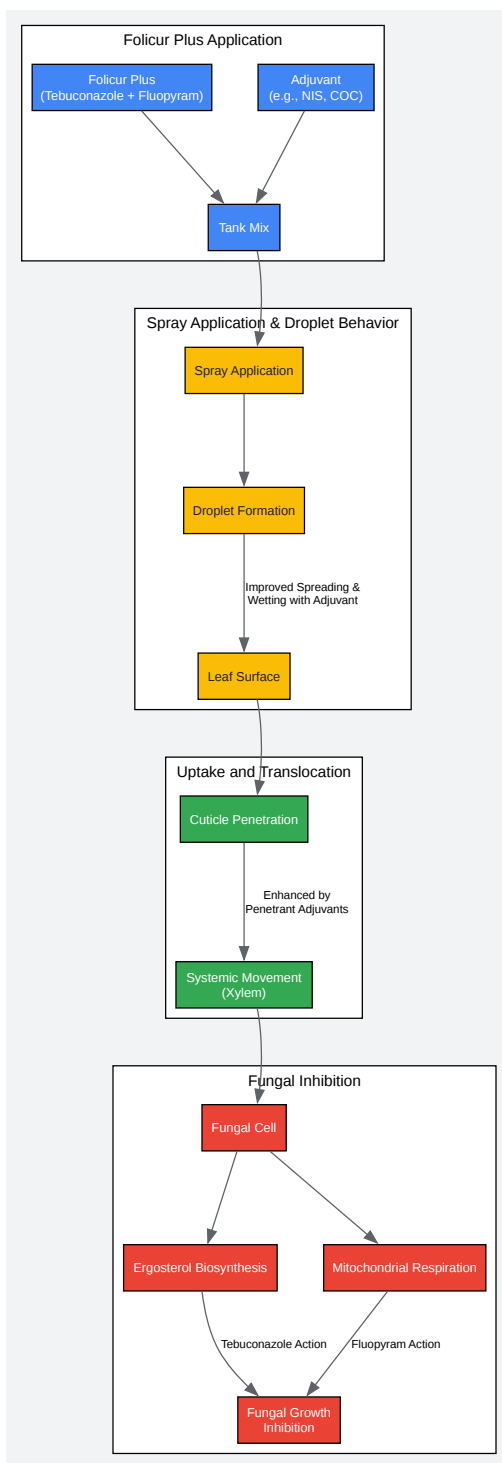 Folicur Plus Application
Folicur Plus
(Tebuconazole + Fluopyram)
Adjuvant
(e.g., NIS, COC)
Tank Mix
Spray Application & Droplet Behavior
Spray Application
Droplet Formation
Improved Spreading &
Wetting with Adjuvant
Leaf Surface
Uptake and Translocation
Cuticle Penetration
Enhanced by
Penetrant Adjuvants
Systemic Movement
(Xylem)
Fungal Inhibition
Fungal Cell
Ergosterol Biosynthesis
Mitochondrial Respiration
Tebuconazole Action
Fluopyram Action
Fungal Growth
Inhibition